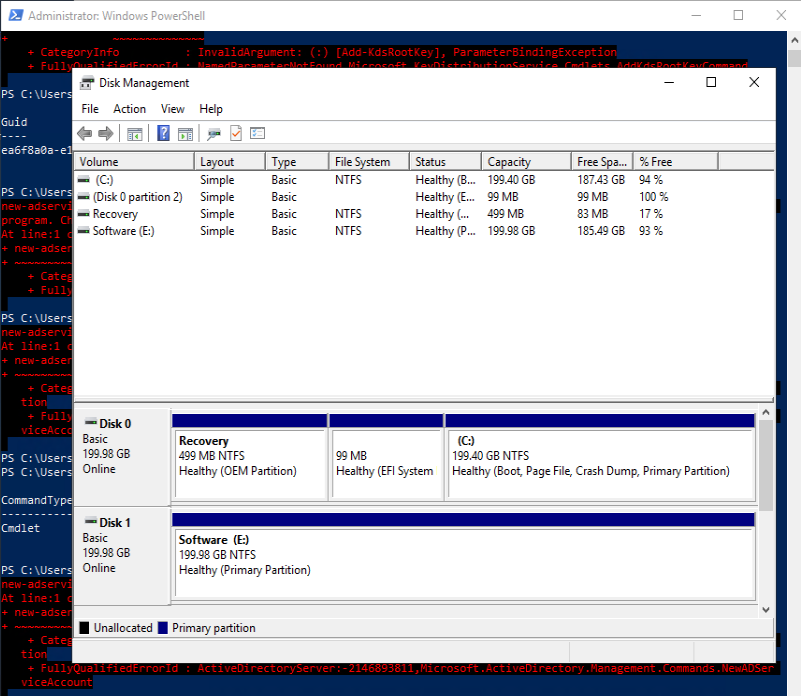 Administrator: Windows PowerShell
+ ~~~~~~~~~~~~~~
+ CategoryInfo : InvalidArgument: (:) [Add-KdsRootKey], ParameterBindingException
+ FullyQualifiedErrorId : NamedParameterNotFound,Microsoft.KeyDistributionService.Cmdlets.AddKdsRootKeyCommand
Disk Management
PS C:\Users
File Action View Help
Guid
----
ea6f8a0a-e1
Volume Layout Type File System Status Capacity Free Spa... % Free
(C:) Simple Basic NTFS Healthy (B... 199.40 GB 187.43 GB 94 %
(Disk 0 partition 2) Simple Basic Healthy (E... 99 MB 99 MB 100 %
Recovery Simple Basic NTFS Healthy (... 499 MB 83 MB 17 %
Software (E:) Simple Basic NTFS Healthy (P... 199.98 GB 185.49 GB 93 %
PS C:\Users
new-adservi
program. Ch
At line:1 c
+ new-adser
+ ~~~~~~~~~
+ Categ
+ Fully
PS C:\Users
new-adservi
At line:1 c
+ new-adser
+ ~~~~~~~~~
+ Categ
tion
+ Fully
viceAccou
Disk 0
Basic
199.98 GB
Online
Recovery
499 MB NTFS
Healthy (OEM Partition)
99 MB
Healthy (EFI System
(C:)
199.40 GB NTFS
Healthy (Boot, Page File, Crash Dump, Primary Partition)
PS C:\Users
PS C:\Users
CommandType
-----------
Cmdlet
Disk 1
Basic
199.98 GB
Online
Software (E:)
199.98 GB NTFS
Healthy (Primary Partition)
PS C:\Users
new-adservi
At line:1 c
+ new-adser
+ ~~~~~~~~~
Unallocated Primary partition
+ Categ
tion
+ FullyQualifiedErrorId : ActiveDirectoryServer:-2146893811,Microsoft.ActiveDirectory.Management.Commands.NewADSer
viceAccount